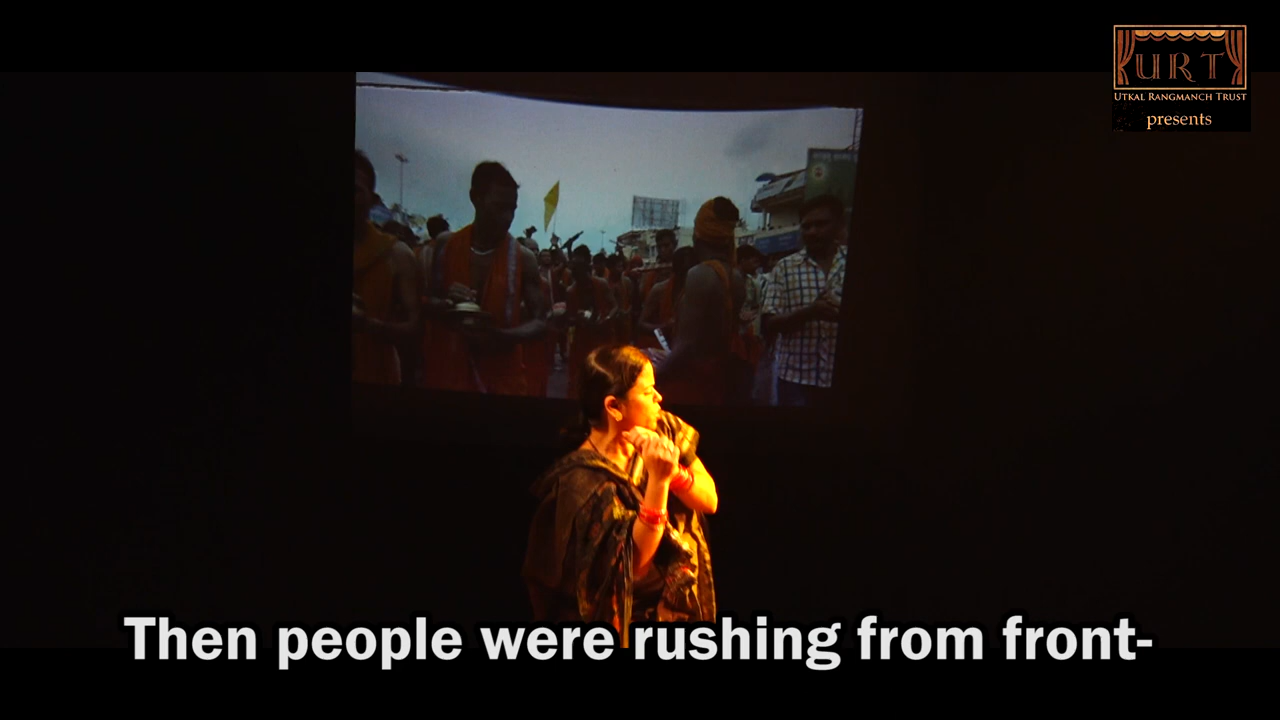 URT
UTKAL RANGMANCH TRUST
presents
Then people were rushing from front-